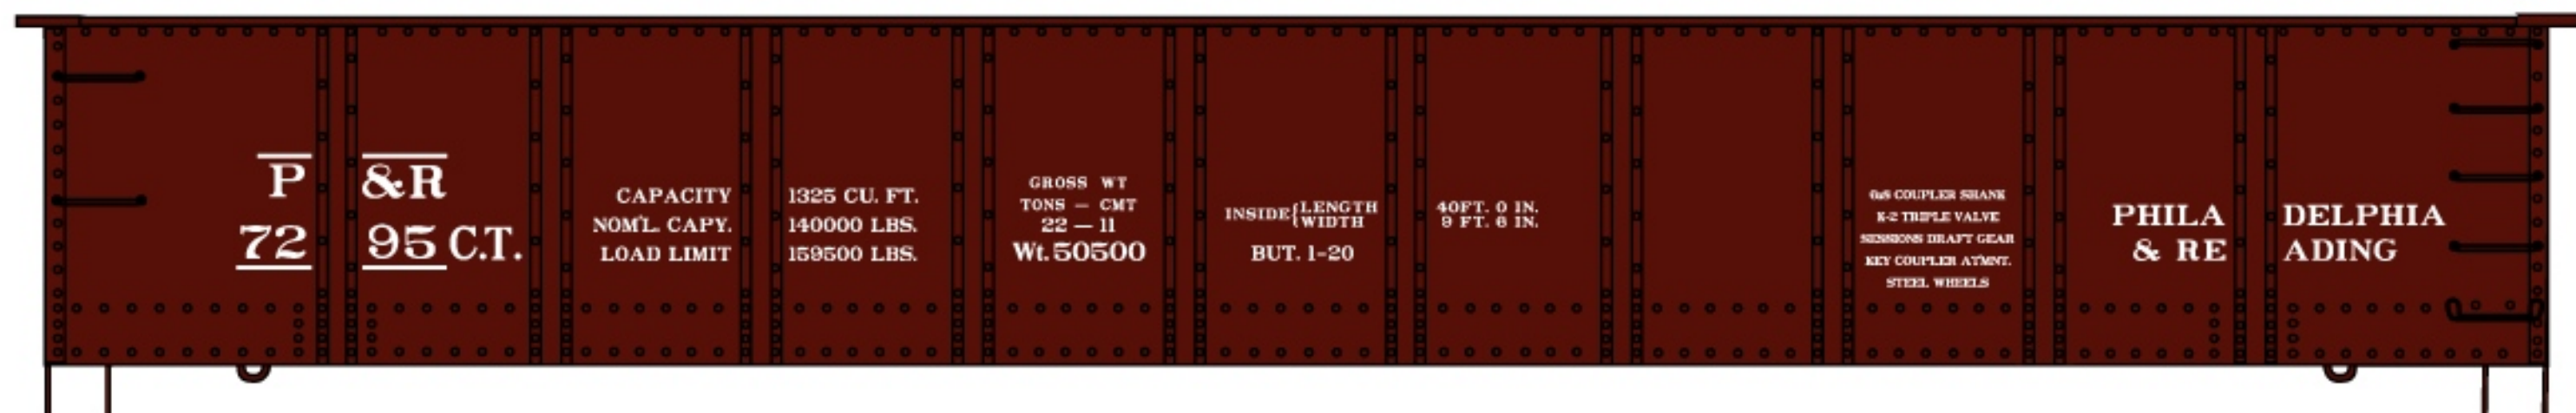 P &R
72 95 C.T.
CAPACITY 1325 CU. FT.
NOM'L. CAPY. 140000 LBS.
LOAD LIMIT 159500 LBS.
GROSS WT
TONS — CMT
22 — 11
Wt. 50500
INSIDE { LENGTH 40FT. 0 IN.
WIDTH 9 FT. 6 IN.
BUT. 1-20
6x8 COUPLER SHANK
K-2 TRIPLE VALVE
SESSIONS DRAFT GEAR
KEY COUPLER AT'MNT.
STEEL WHEELS
PHILA DELPHIA
& RE ADING